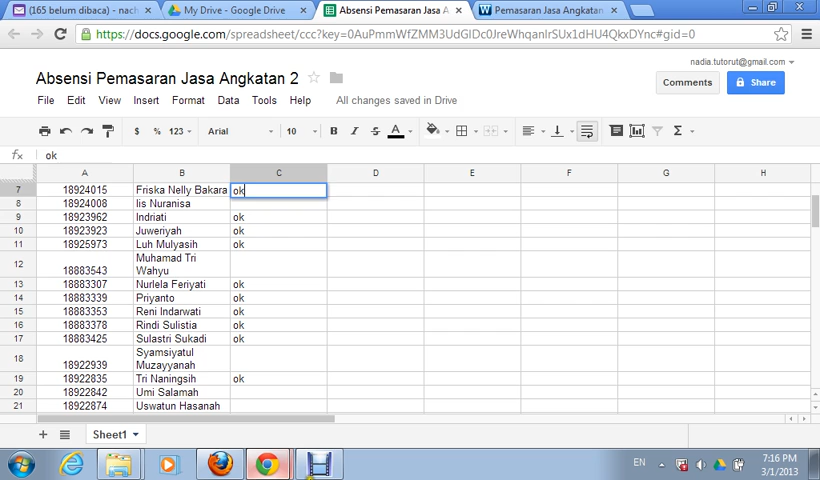 (165 belum dibaca) - nach
My Drive - Google Drive
Absensi Pemasaran Jasa A
Pemasaran Jasa Angkatan
https://docs.google.com/spreadsheet/ccc?key=0AuPmmWfZMM3UdGlDc0JreWhqanlrSUx1dHU4QkxDYnc#gid=0
nadia.tutorut@gmail.com
Absensi Pemasaran Jasa Angkatan 2
Comments
Share
File Edit View Insert Format Data Tools Help All changes saved in Drive
$ % 123 Arial 10 B I S A Σ
fx ok
A B C D E F G H
7 18924015 Friska Nelly Bakara ok
8 18924008 Iis Nuranisa
9 18923962 Indriati ok
10 18923923 Juweriyah ok
11 18925973 Luh Mulyasih ok
12 18883543 Muhamad Tri
Wahyu
13 18883307 Nurlela Feriyati ok
14 18883339 Priyanto ok
15 18883353 Reni Indarwati ok
16 18883378 Rindi Sulistia ok
17 18883425 Sulastri Sukadi ok
18 18922939 Syamsiyatul
Muzayyanah
19 18922835 Tri Naningsih ok
20 18922842 Umi Salamah
21 18922874 Uswatun Hasanah
+ Sheet1
EN
7:16 PM
3/1/2013